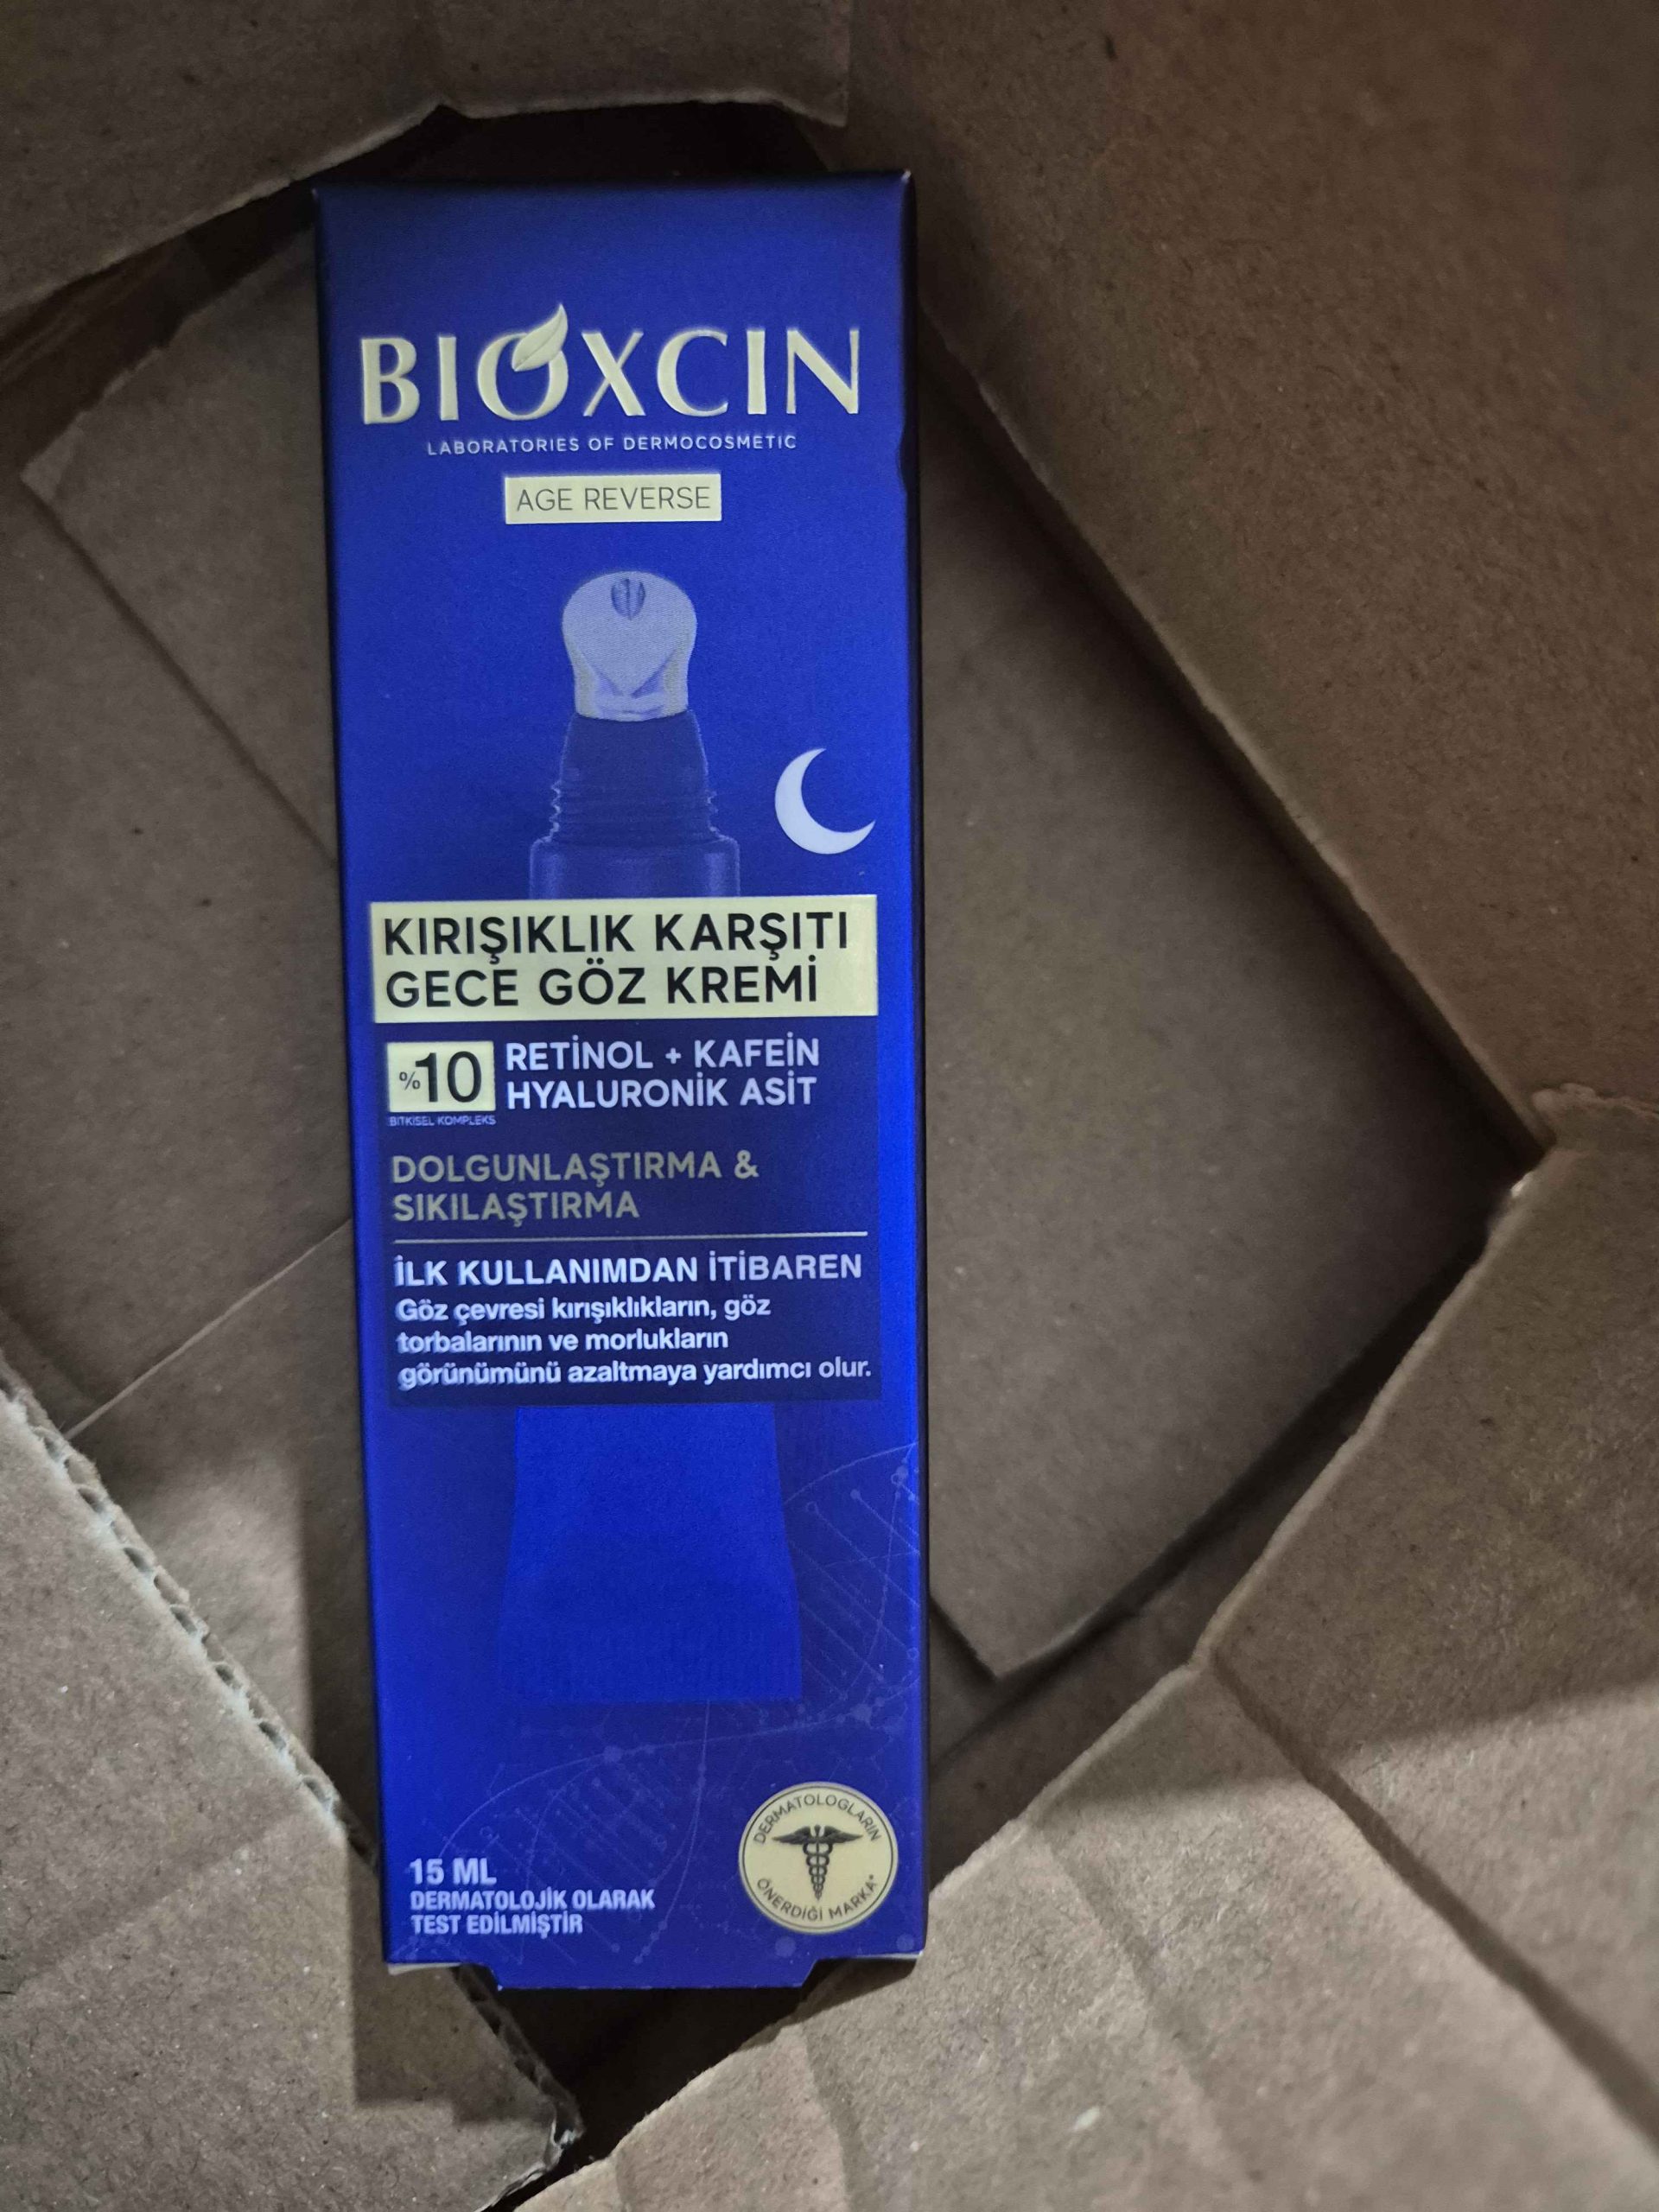 BIOXCIN
LABORATORIES OF DERMOCOSMETIC
AGE REVERSE
KIRIŞIKLIK KARŞITI
GECE GÖZ KREMİ
%10
BİTKİSEL KOMPLEKS
RETİNOL + KAFEİN
HYALURONİK ASİT
DOLGUNLAŞTIRMA &
SIKILAŞTIRMA
İLK KULLANIMDAN İTİBAREN
Göz çevresi kırışıklıkların, göz
torbalarının ve morlukların
görünümünü azaltmaya yardımcı olur.
15 ML
DERMATOLOJİK OLARAK
TEST EDİLMİŞTİR
DERMATOLOGLARIN
ÖNERDİĞİ MARKA*